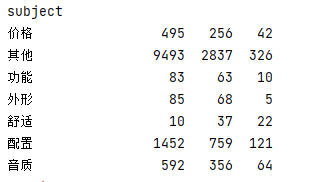 subject
价格 495 256 42
其他 9493 2837 326
功能 83 63 10
外形 85 68 5
舒适 10 37 22
配置 1452 759 121
音质 592 356 64